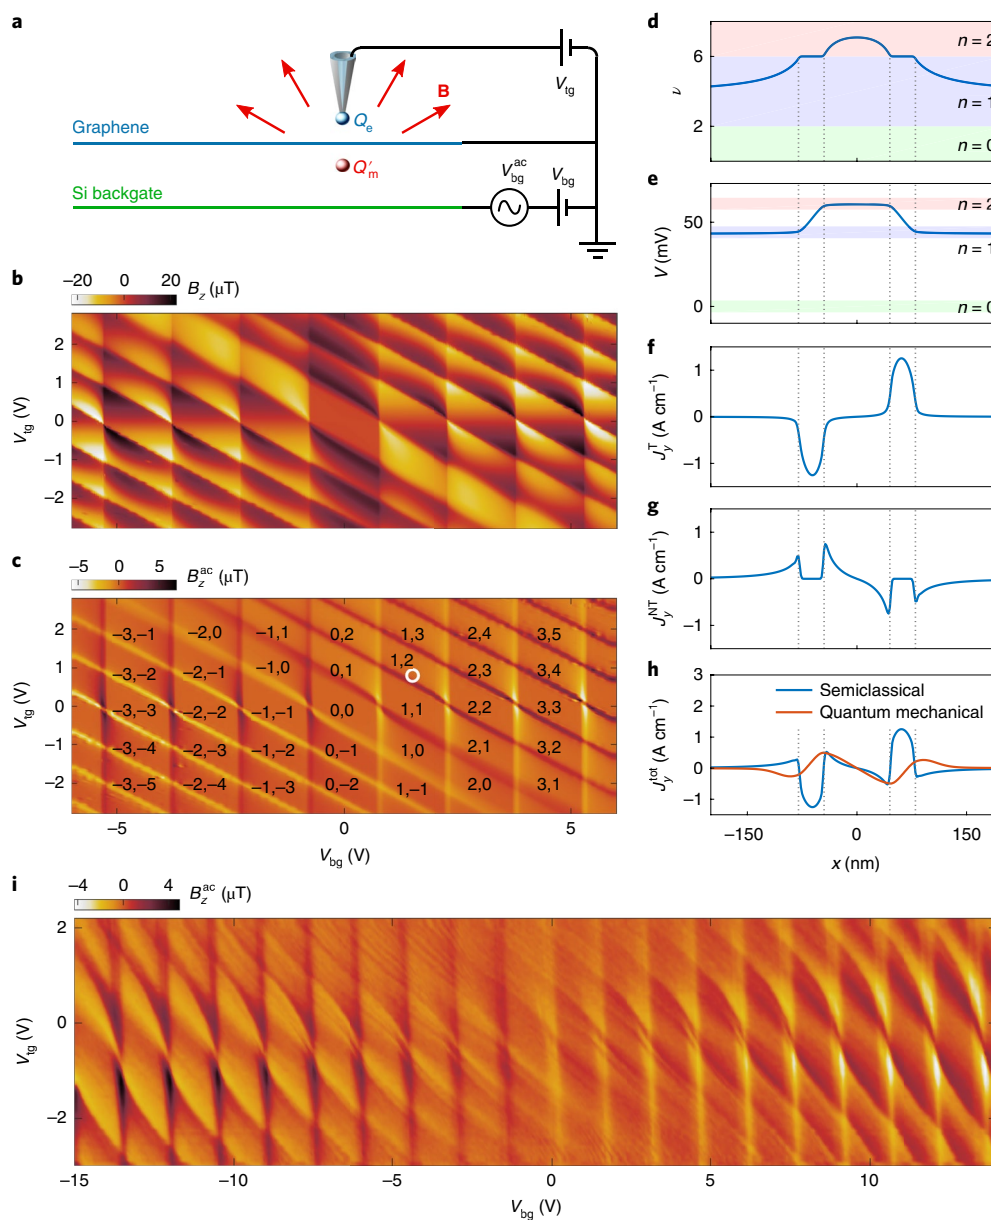 a
B
V_tg
Q_e
Graphene
Q′_m
V_bg^ac
V_bg
Si backgate
b
−20 0 20 B_z (μT)
2
1
0
−1
−2
V_tg (V)
c
−5 0 5 B_z^ac (μT)
2
1
0
−1
−2
V_tg (V)
−3,−1 −2,0 −1,1 0,2 1,3 2,4 3,5
−3,−2 −2,−1 −1,0 0,1 1,2 2,3 3,4
−3,−3 −2,−2 −1,−1 0,0 1,1 2,2 3,3
−3,−4 −2,−3 −1,−2 0,−1 1,0 2,1 3,2
−3,−5 −2,−4 −1,−3 0,−2 1,−1 2,0 3,1
−5 0 5
V_bg (V)
d
n = 2
6
ν
n = 1
2
n = 0
e
n = 2
50
V (mV)
n = 1
0
n = 0
f
1
0
−1
J_y^T (A cm⁻¹)
g
1
0
−1
J_y^NT (A cm⁻¹)
h
3
2
1
0
−1
J_y^tot (A cm⁻¹)
Semiclassical
Quantum mechanical
−150 0 150
x (nm)
i
−4 0 4 B_z^ac (μT)
2
0
−2
V_tg (V)
−15 −10 −5 0 5 10
V_bg (V)